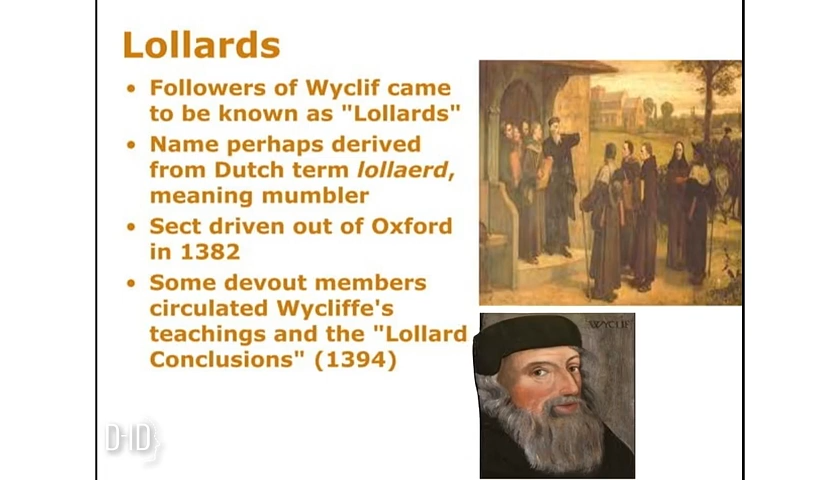 Lollards
• Followers of Wyclif came
to be known as "Lollards"
• Name perhaps derived
from Dutch term lollaerd,
meaning mumbler
• Sect driven out of Oxford
in 1382
• Some devout members
circulated Wycliffe's
teachings and the "Lollard
Conclusions" (1394)
WYCLIF
D-ID